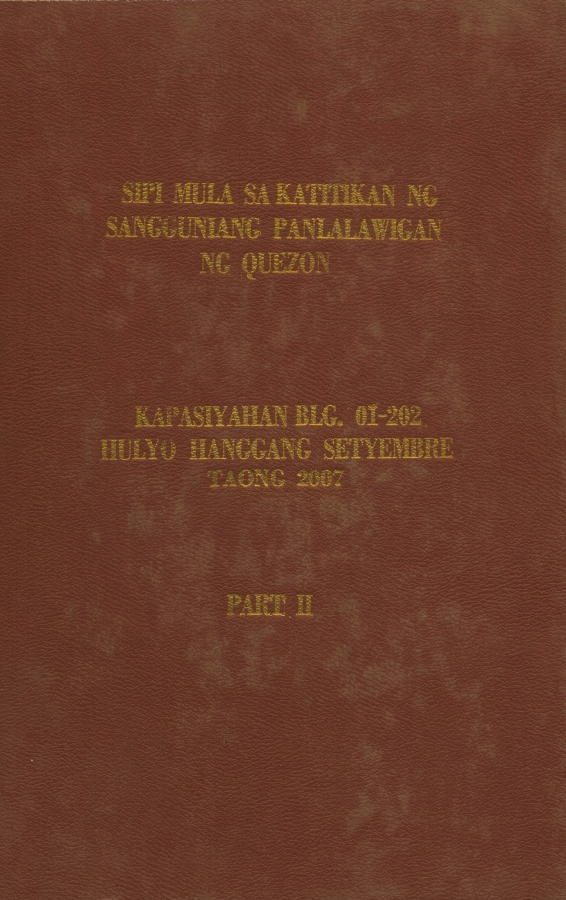 SIPI MULA SA KATITIKAN NG
SANGGUNIANG PANLALAWIGAN
NG QUEZON
KAPASIYAHAN BLG. 01-202
HULYO HANGGANG SETYEMBRE
TAONG 2007
PART II